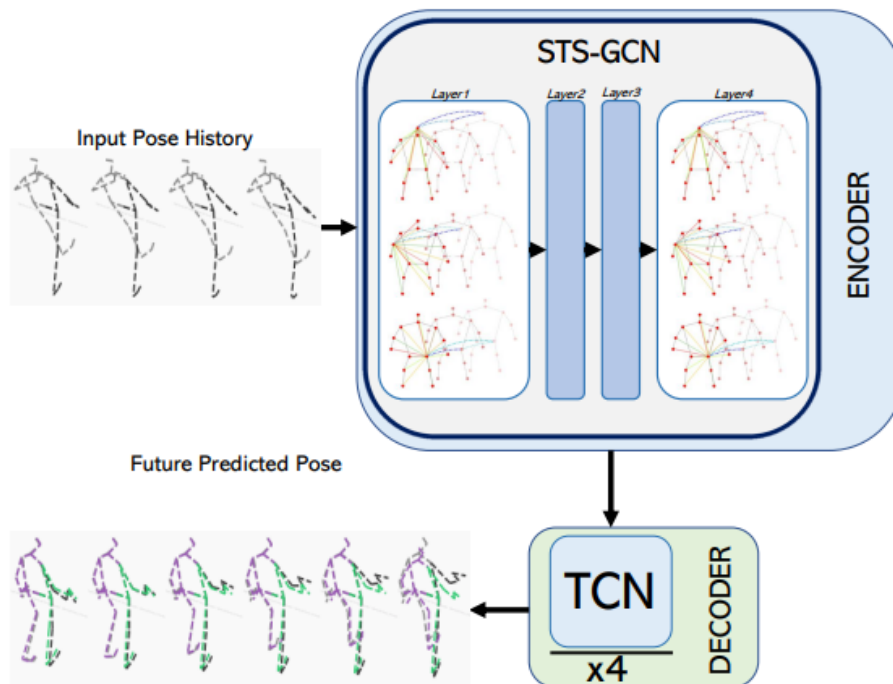 STS-GCN
Layer1
Layer2
Layer3
Layer4
Input Pose History
ENCODER
Future Predicted Pose
TCN
x4
DECODER